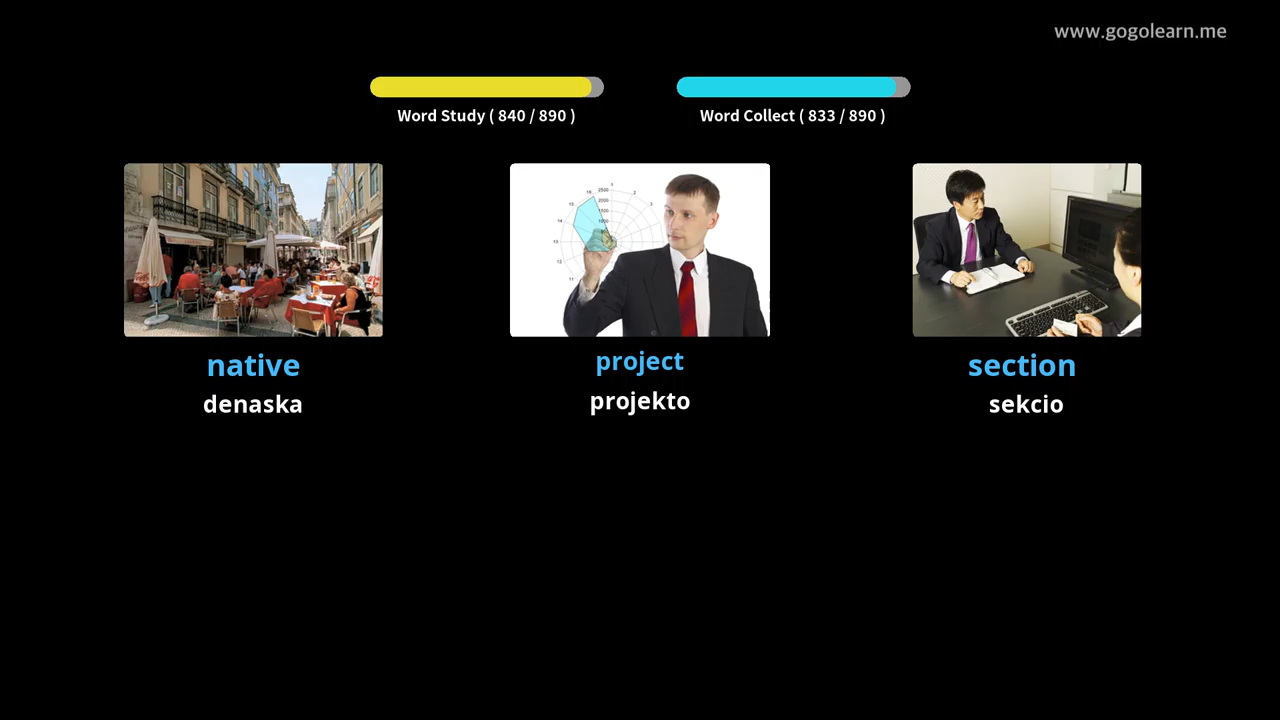 www.gogolearn.me
Word Study ( 840 / 890 )
Word Collect ( 833 / 890 )
native
project
section
denaska
projekto
sekcio